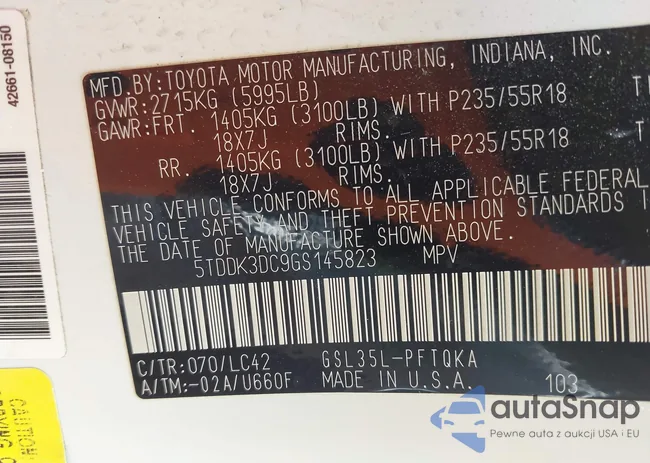 42661-08150
MFD.BY:TOYOTA MOTOR MANUFACTURING, INDIANA, INC.
GVWR:2715KG (5995LB)
GAWR:FRT. 1405KG (3100LB) WITH P235/55R18
18X7J RIMS.
RR. 1405KG (3100LB) WITH P235/55R18
18X7J RIMS.
THIS VEHICLE CONFORMS TO ALL APPLICABLE FEDERAL
VEHICLE SAFETY AND THEFT PREVENTION STANDARDS
THE DATE OF MANUFACTURE SHOWN ABOVE.
5TDDK3DC9GS145823 MPV
C/TR:070/LC42 GSL35L-PFTQKA
A/TM:-02A/U660F MADE IN U.S.A. 103
CAUTION
autaSnap
Pewne auta z aukcji USA i EU